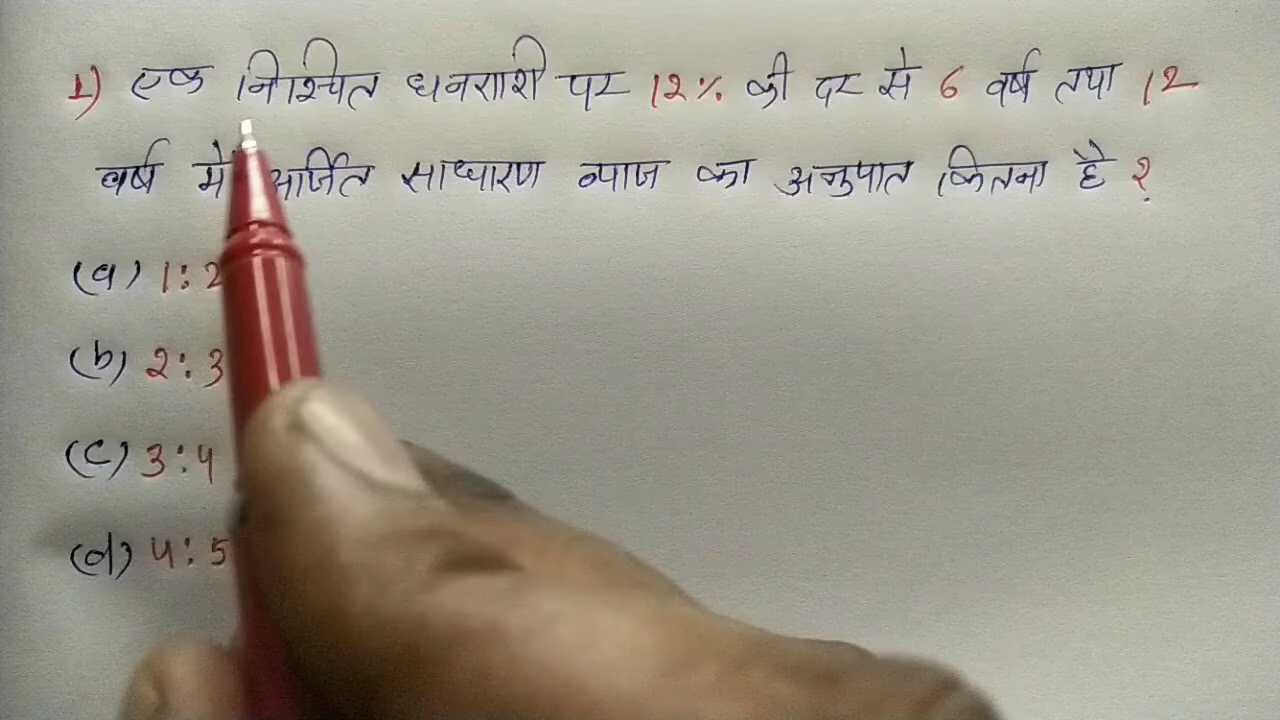 1) एक निश्चित धनराशी पर 12% की दर से 6 वर्ष तथा 12
वर्ष में अर्जित साधारण ब्याज का अनुपात कितना है ?
(a) 1:2
(b) 2:3
(c) 3:4
(d) 4:5